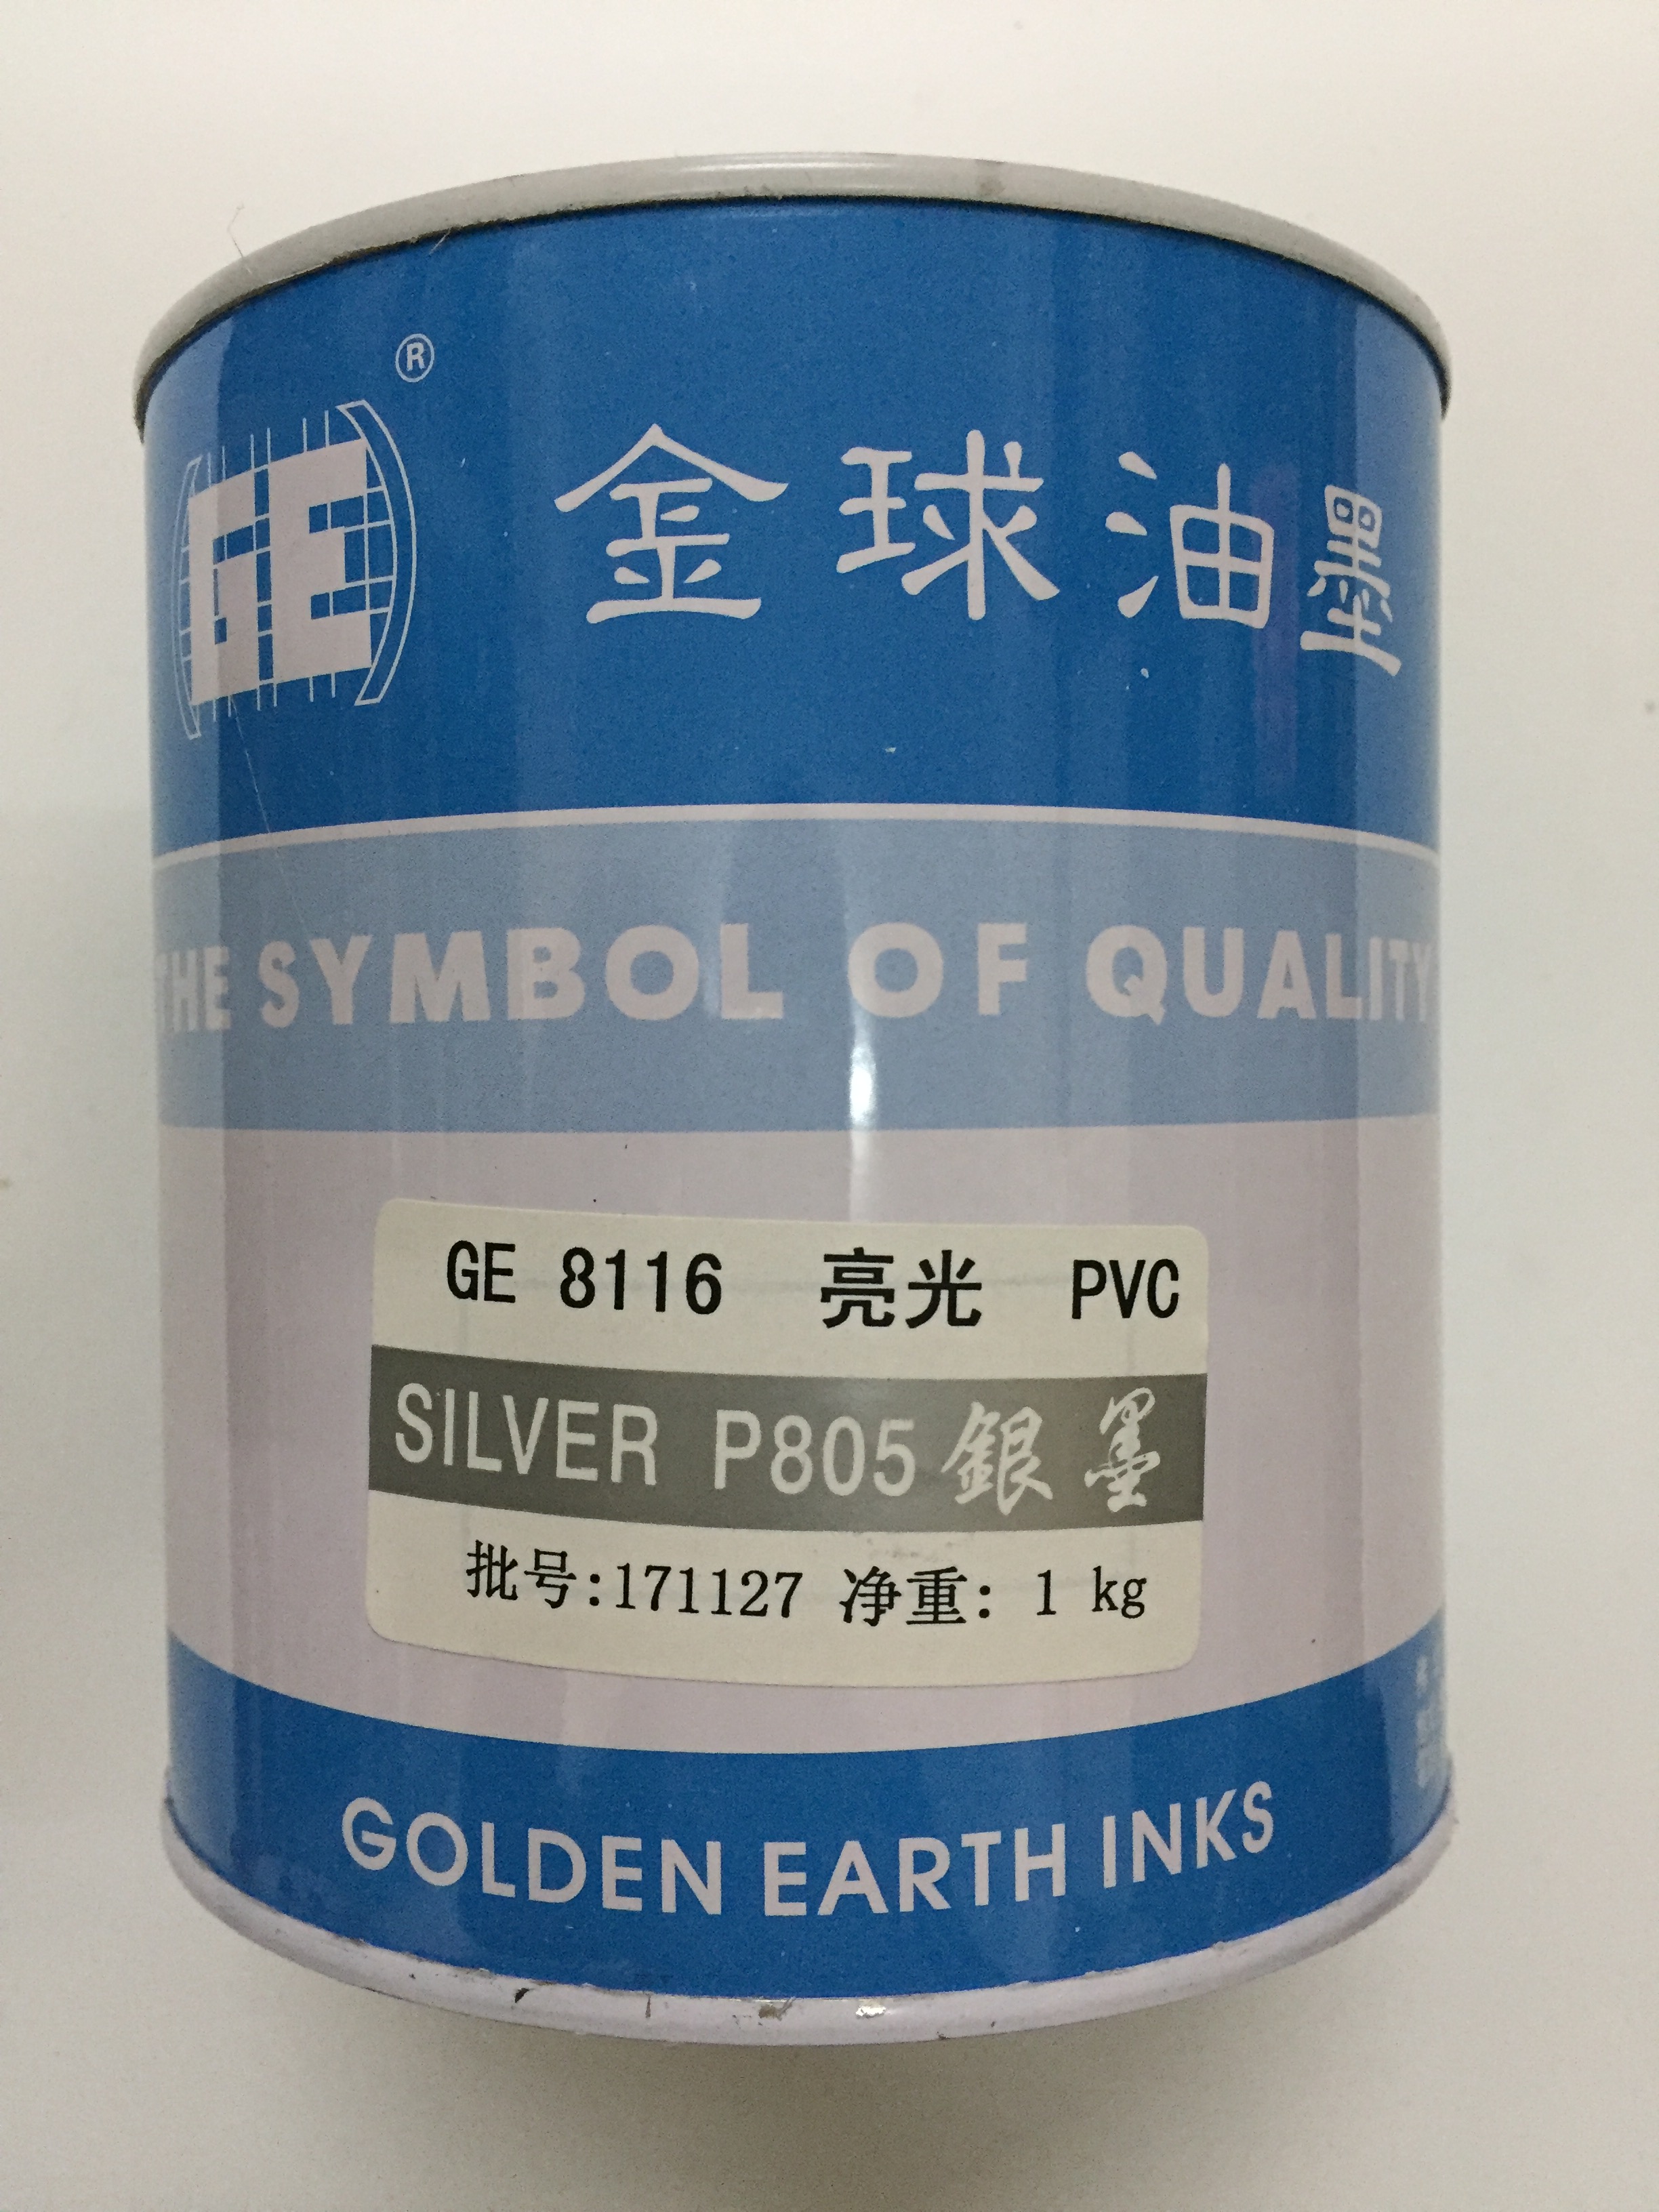 GE ®
金球油墨
THE SYMBOL OF QUALITY
GE 8116 亮光 PVC
SILVER P805 銀墨
批号:171127 净重: 1 kg
GOLDEN EARTH INKS